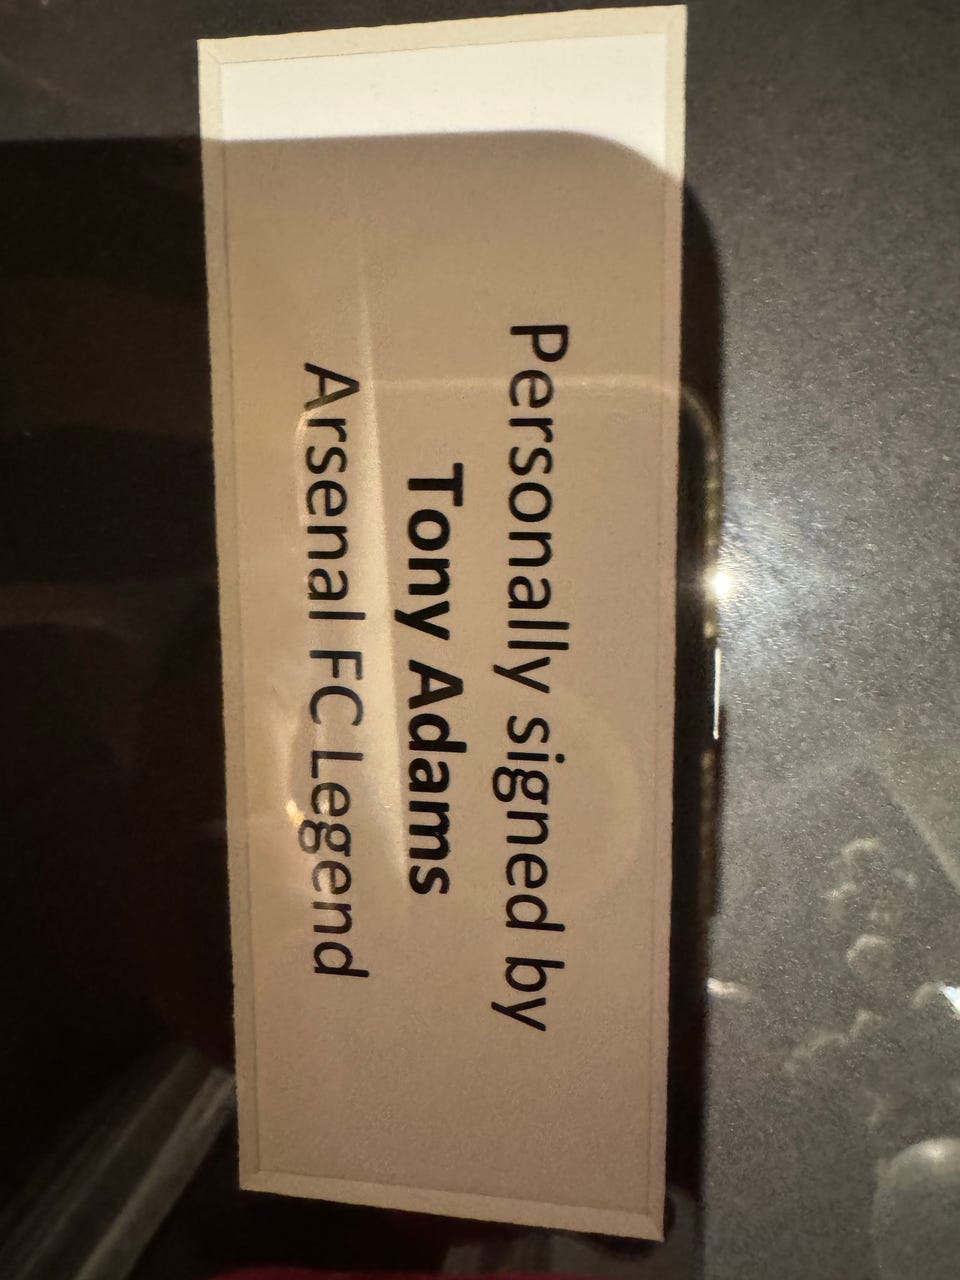 Personally signed by
Tony Adams
Arsenal FC Legend